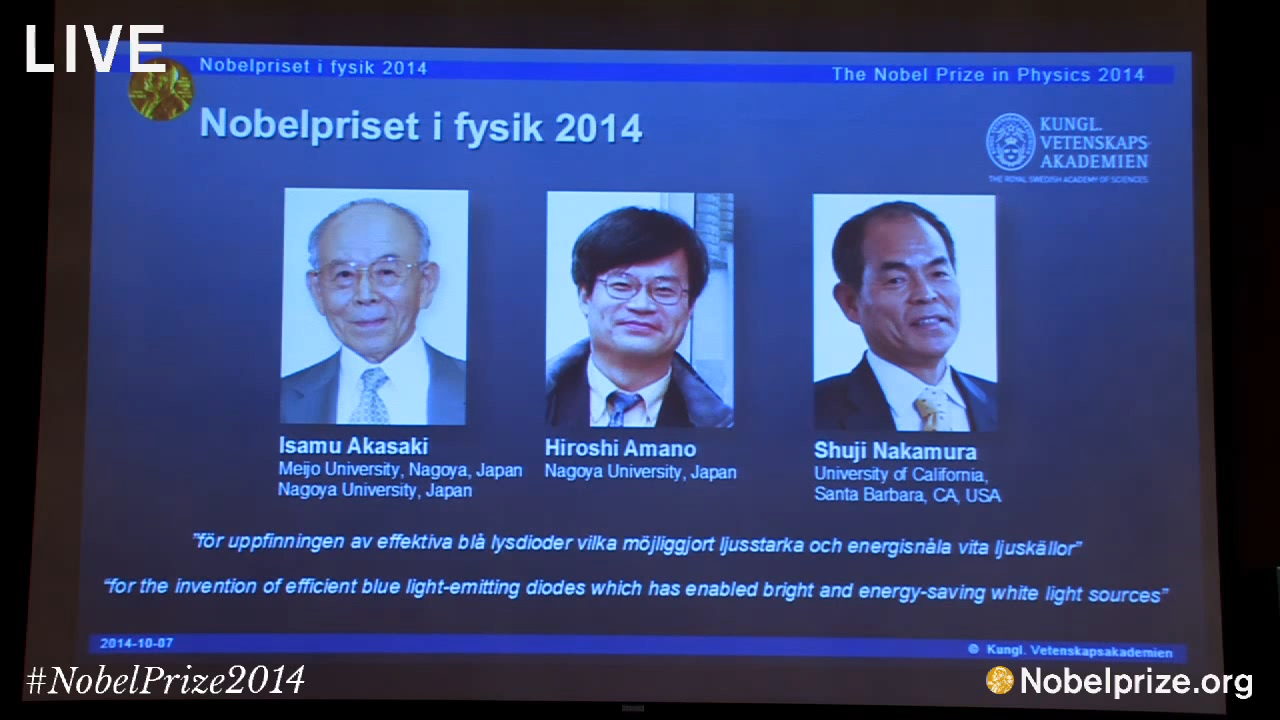 LIVE
Nobelpriset i fysik 2014
The Nobel Prize in Physics 2014
Nobelpriset i fysik 2014
KUNGL.
VETENSKAPS-
AKADEMIEN
THE ROYAL SWEDISH ACADEMY OF SCIENCES
Isamu Akasaki
Meijo University, Nagoya, Japan
Nagoya University, Japan
Hiroshi Amano
Nagoya University, Japan
Shuji Nakamura
University of California,
Santa Barbara, CA, USA
"för uppfinningen av effektiva blå lysdioder vilka möjliggjort ljusstarka och energisnåla vita ljuskällor"
"for the invention of efficient blue light-emitting diodes which has enabled bright and energy-saving white light sources"
2014-10-07
© Kungl. Vetenskapsakademien
#NobelPrize2014
Nobelprize.org